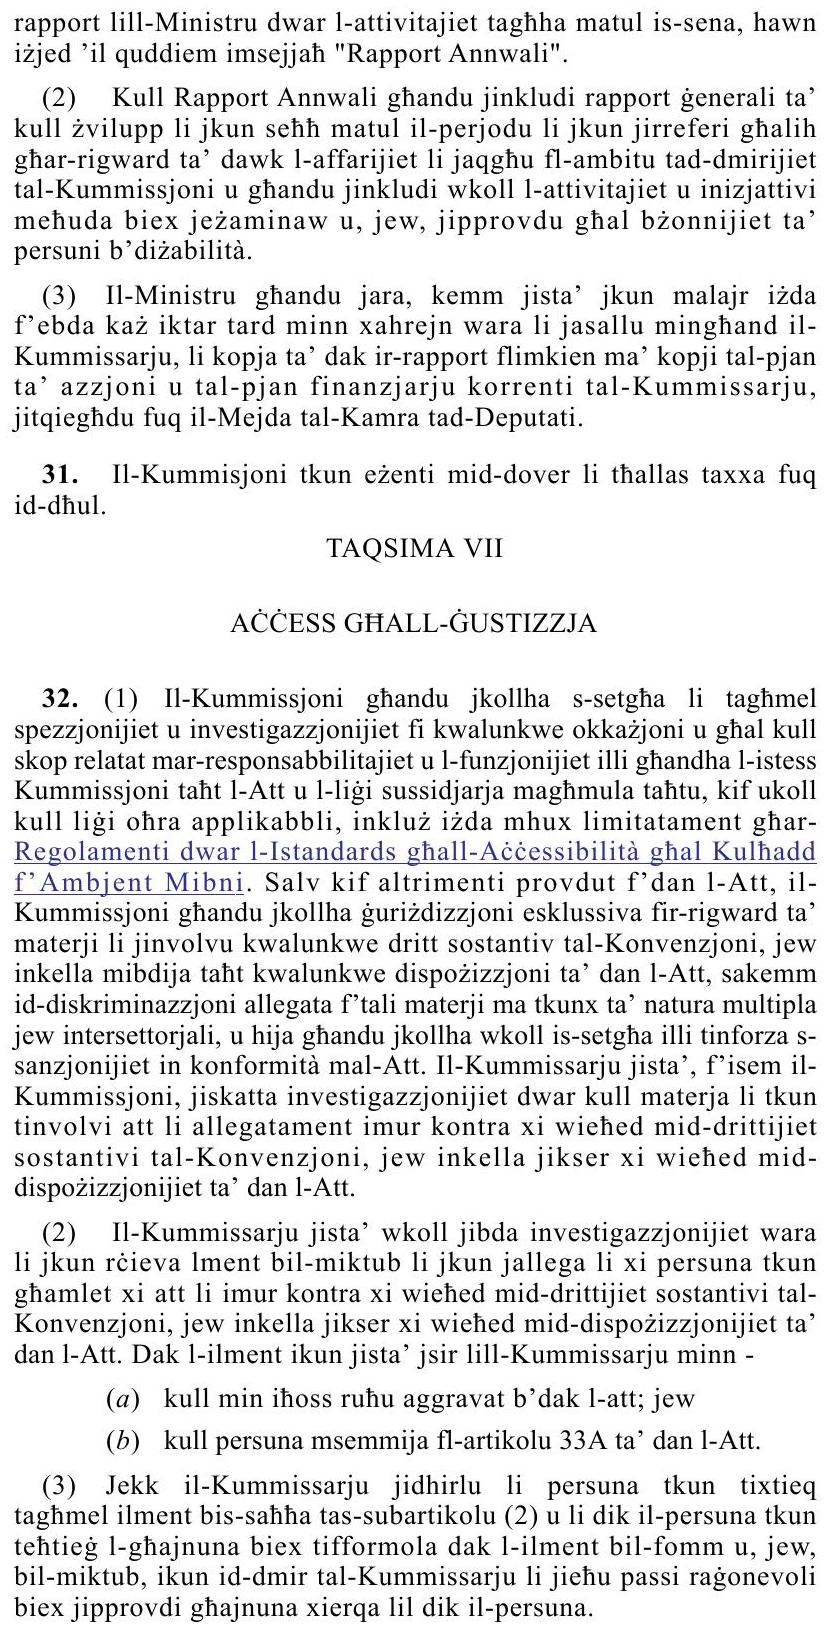 rapport lill-Ministru dwar l-attivitajiet tagħha matul is-sena, hawn
iżjed ’il quddiem imsejjaħ "Rapport Annwali".
(2) Kull Rapport Annwali għandu jinkludi rapport ġenerali ta’
kull żvilupp li jkun seħħ matul il-perjodu li jkun jirreferi għalih
għar-rigward ta’ dawk l-affarijiet li jaqgħu fl-ambitu tad-dmirijiet
tal-Kummissjoni u għandu jinkludi wkoll l-attivitajiet u inizjattivi
meħuda biex jeżaminaw u, jew, jipprovdu għal bżonnijiet ta’
persuni b’diżabilità.
(3) Il-Ministru għandu jara, kemm jista’ jkun malajr iżda
f’ebda każ iktar tard minn xahrejn wara li jasallu mingħand il-
Kummissarju, li kopja ta’ dak ir-rapport flimkien ma’ kopji tal-pjan
ta’ azzjoni u tal-pjan finanzjarju korrenti tal-Kummissarju,
jitqiegħdu fuq il-Mejda tal-Kamra tad-Deputati.
31. Il-Kummisjoni tkun eżenti mid-dover li tħallas taxxa fuq
id-dħul.
TAQSIMA VII
AĊĊESS GĦALL-ĠUSTIZZJA
32. (1) Il-Kummissjoni għandu jkollha s-setgħa li tagħmel
spezzjonijiet u investigazzjonijiet fi kwalunkwe okkażjoni u għal kull
skop relatat mar-responsabbilitajiet u l-funzjonijiet illi għandha l-istess
Kummissjoni taħt l-Att u l-liġi sussidjarja magħmula taħtu, kif ukoll
kull liġi oħra applikabbli, inkluż iżda mhux limitatament għar-
Regolamenti dwar l-Istandards għall-Aċċessibilità għal Kulħadd
f’Ambjent Mibni. Salv kif altrimenti provdut f’dan l-Att, il-
Kummissjoni għandu jkollha ġuriżdizzjoni esklussiva fir-rigward ta’
materji li jinvolvu kwalunkwe dritt sostantiv tal-Konvenzjoni, jew
inkella mibdija taħt kwalunkwe dispożizzjoni ta’ dan l-Att, sakemm
id-diskriminazzjoni allegata f’tali materji ma tkunx ta’ natura multipla
jew intersettorjali, u hija għandu jkollha wkoll is-setgħa illi tinforza s-
sanzjonijiet in konformità mal-Att. Il-Kummissarju jista’, f’isem il-
Kummissjoni, jiskatta investigazzjonijiet dwar kull materja li tkun
tinvolvi att li allegatament imur kontra xi wieħed mid-drittijiet
sostantivi tal-Konvenzjoni, jew inkella jikser xi wieħed mid-
dispożizzjonijiet ta’ dan l-Att.
(2) Il-Kummissarju jista’ wkoll jibda investigazzjonijiet wara
li jkun rċieva lment bil-miktub li jkun jallega li xi persuna tkun
għamlet xi att li imur kontra xi wieħed mid-drittijiet sostantivi tal-
Konvenzjoni, jew inkella jikser xi wieħed mid-dispożizzjonijiet ta’
dan l-Att. Dak l-ilment ikun jista’ jsir lill-Kummissarju minn -
(a) kull min iħoss ruħu aggravat b’dak l-att; jew
(b) kull persuna msemmija fl-artikolu 33A ta’ dan l-Att.
(3) Jekk il-Kummissarju jidhirlu li persuna tkun tixtieq
tagħmel ilment bis-saħħa tas-subartikolu (2) u li dik il-persuna tkun
teħtieġ l-għajnuna biex tifformola dak l-ilment bil-fomm u, jew,
bil-miktub, ikun id-dmir tal-Kummissarju li jieħu passi raġonevoli
biex jipprovdi għajnuna xierqa lil dik il-persuna.